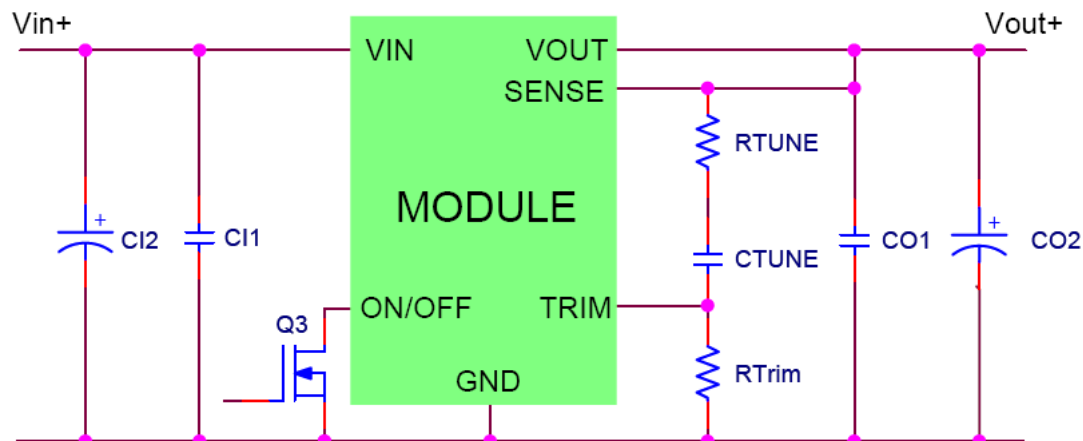 Vin+
Vout+
VIN
VOUT
SENSE
RTUNE
MODULE
+
CI2
CI1
CTUNE
CO1
+
CO2
ON/OFF
TRIM
Q3
GND
RTrim